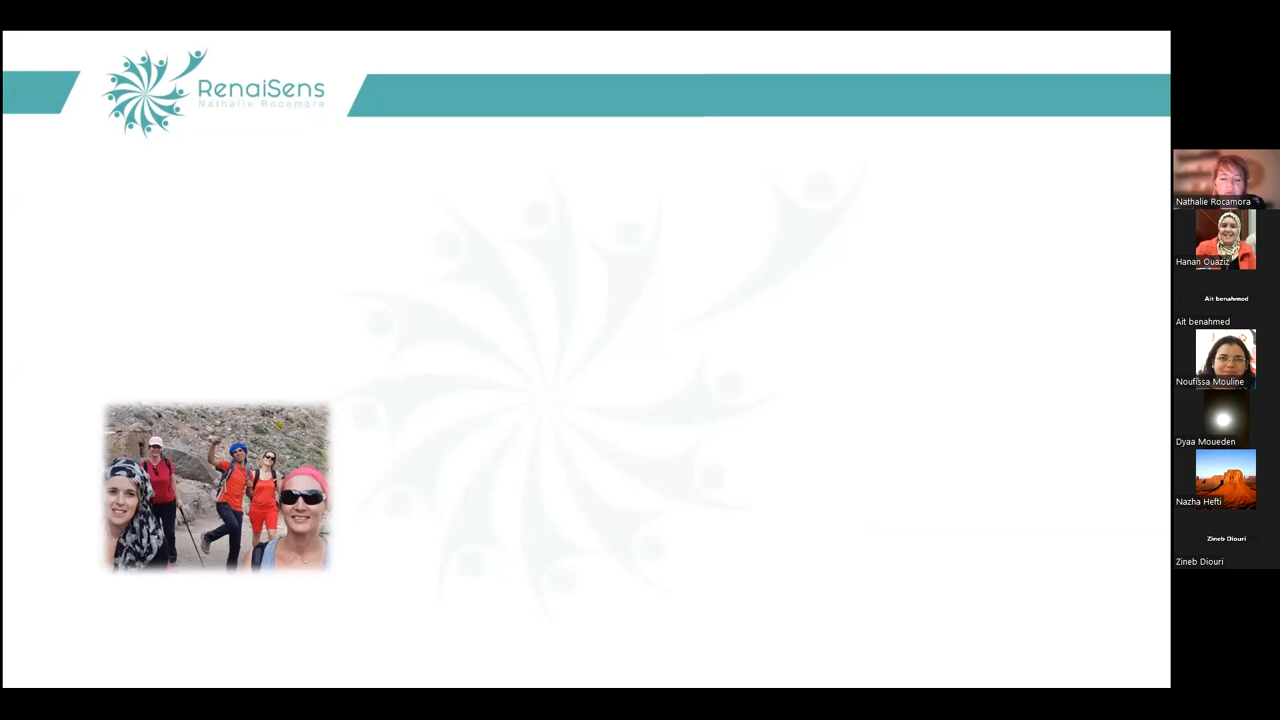 RenaiSens
Nathalie Rocamora
Nathalie Rocamora
Hanan Ouaziz
Ait benahmed
Ait benahmed
Noufissa Mouline
Dyaa Moueden
Nazha Hefti
Zineb Diouri
Zineb Diouri